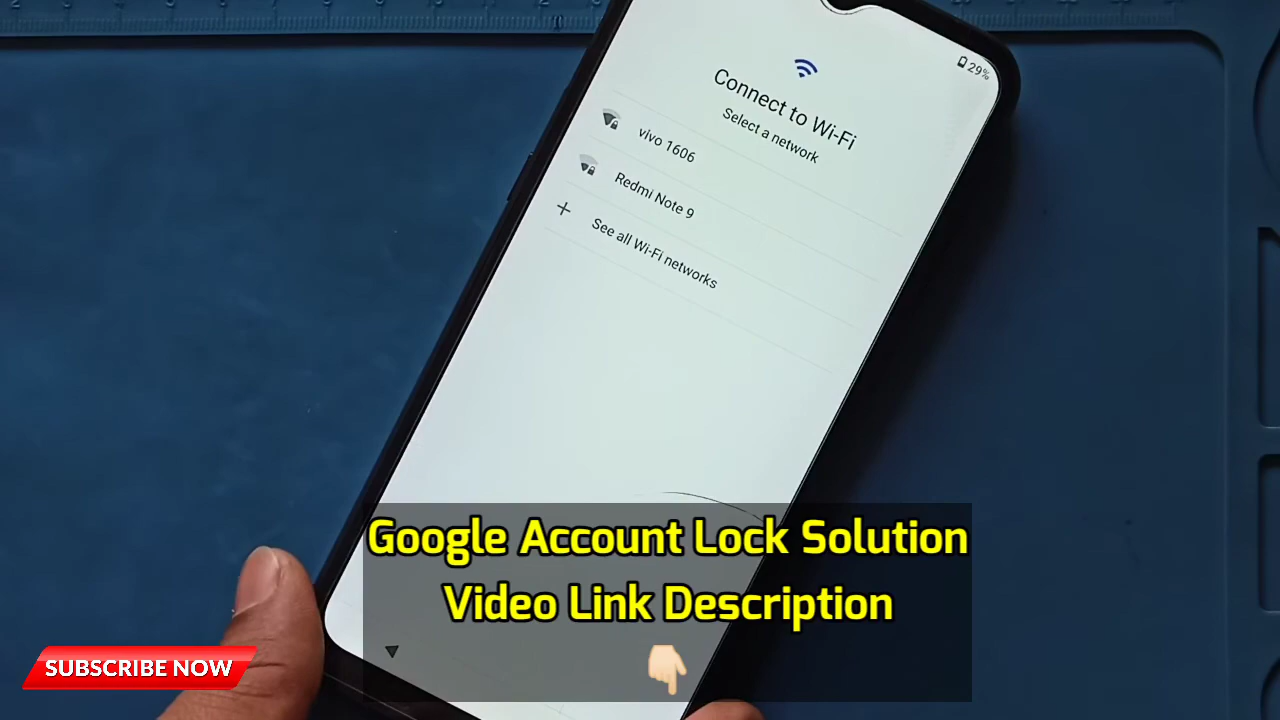 29%
Connect to Wi-Fi
Select a network
vivo 1606
Redmi Note 9
See all Wi-Fi networks
Google Account Lock Solution
Video Link Description
SUBSCRIBE NOW